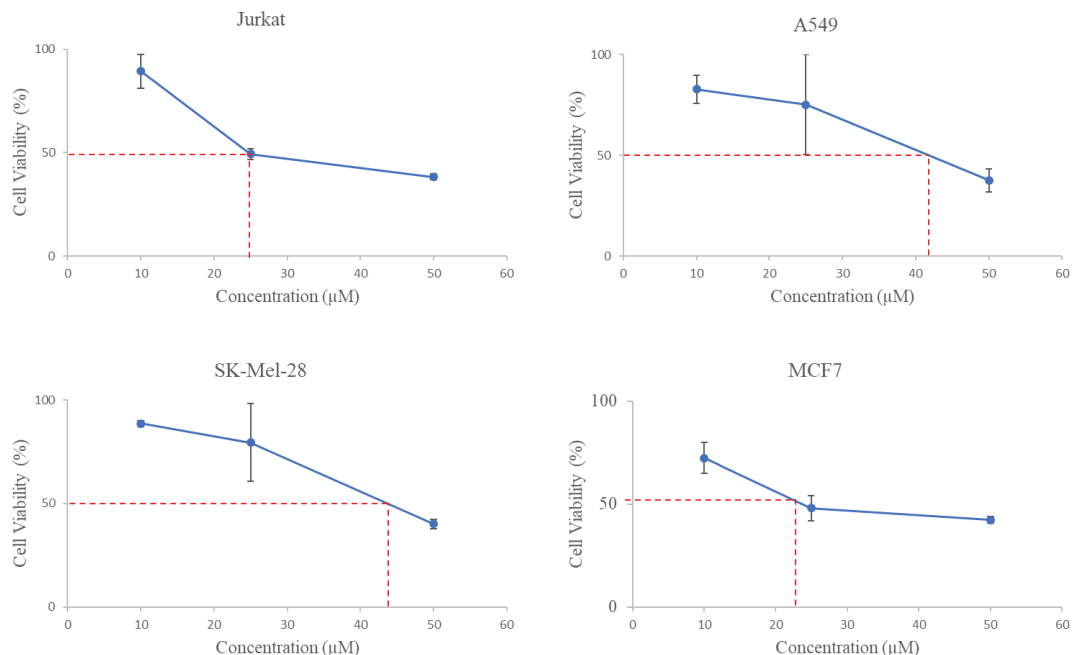 Jurkat
Cell Viability (%)
100
50
0
0 10 20 30 40 50 60
Concentration (µM)
A549
Cell Viability (%)
100
50
0
0 10 20 30 40 50 60
Concentration (µM)
SK-Mel-28
Cell Viability (%)
100
50
0
0 10 20 30 40 50 60
Concentration (µM)
MCF7
Cell Viability (%)
100
50
0
0 10 20 30 40 50 60
Concentration (µM)